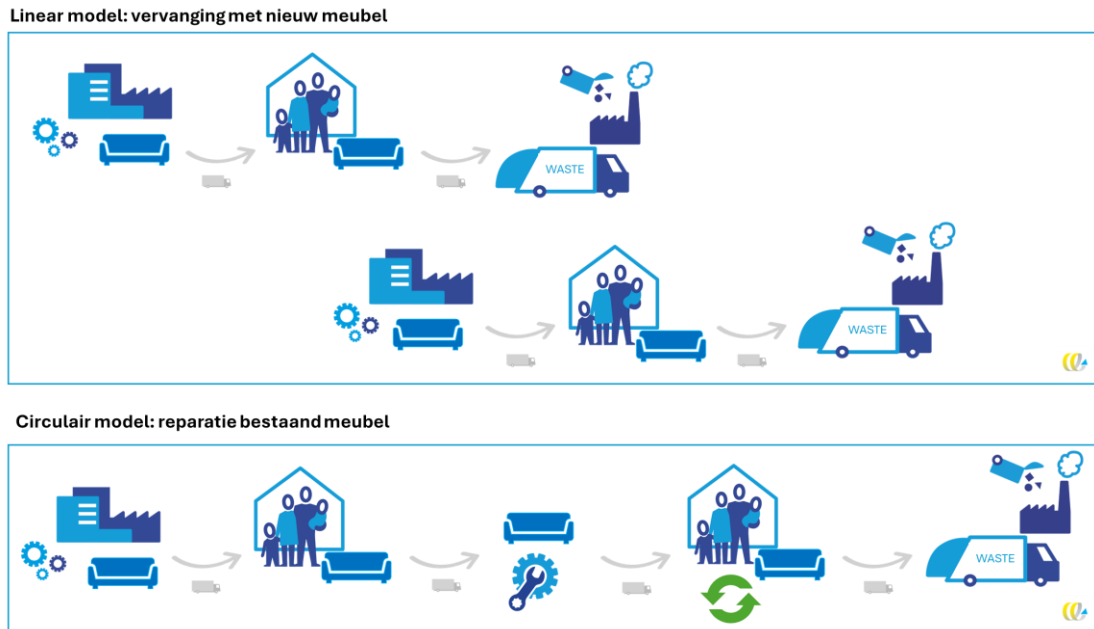 Linear model: vervanging met nieuw meubel
WASTE
WASTE
Circulair model: reparatie bestaand meubel
WASTE